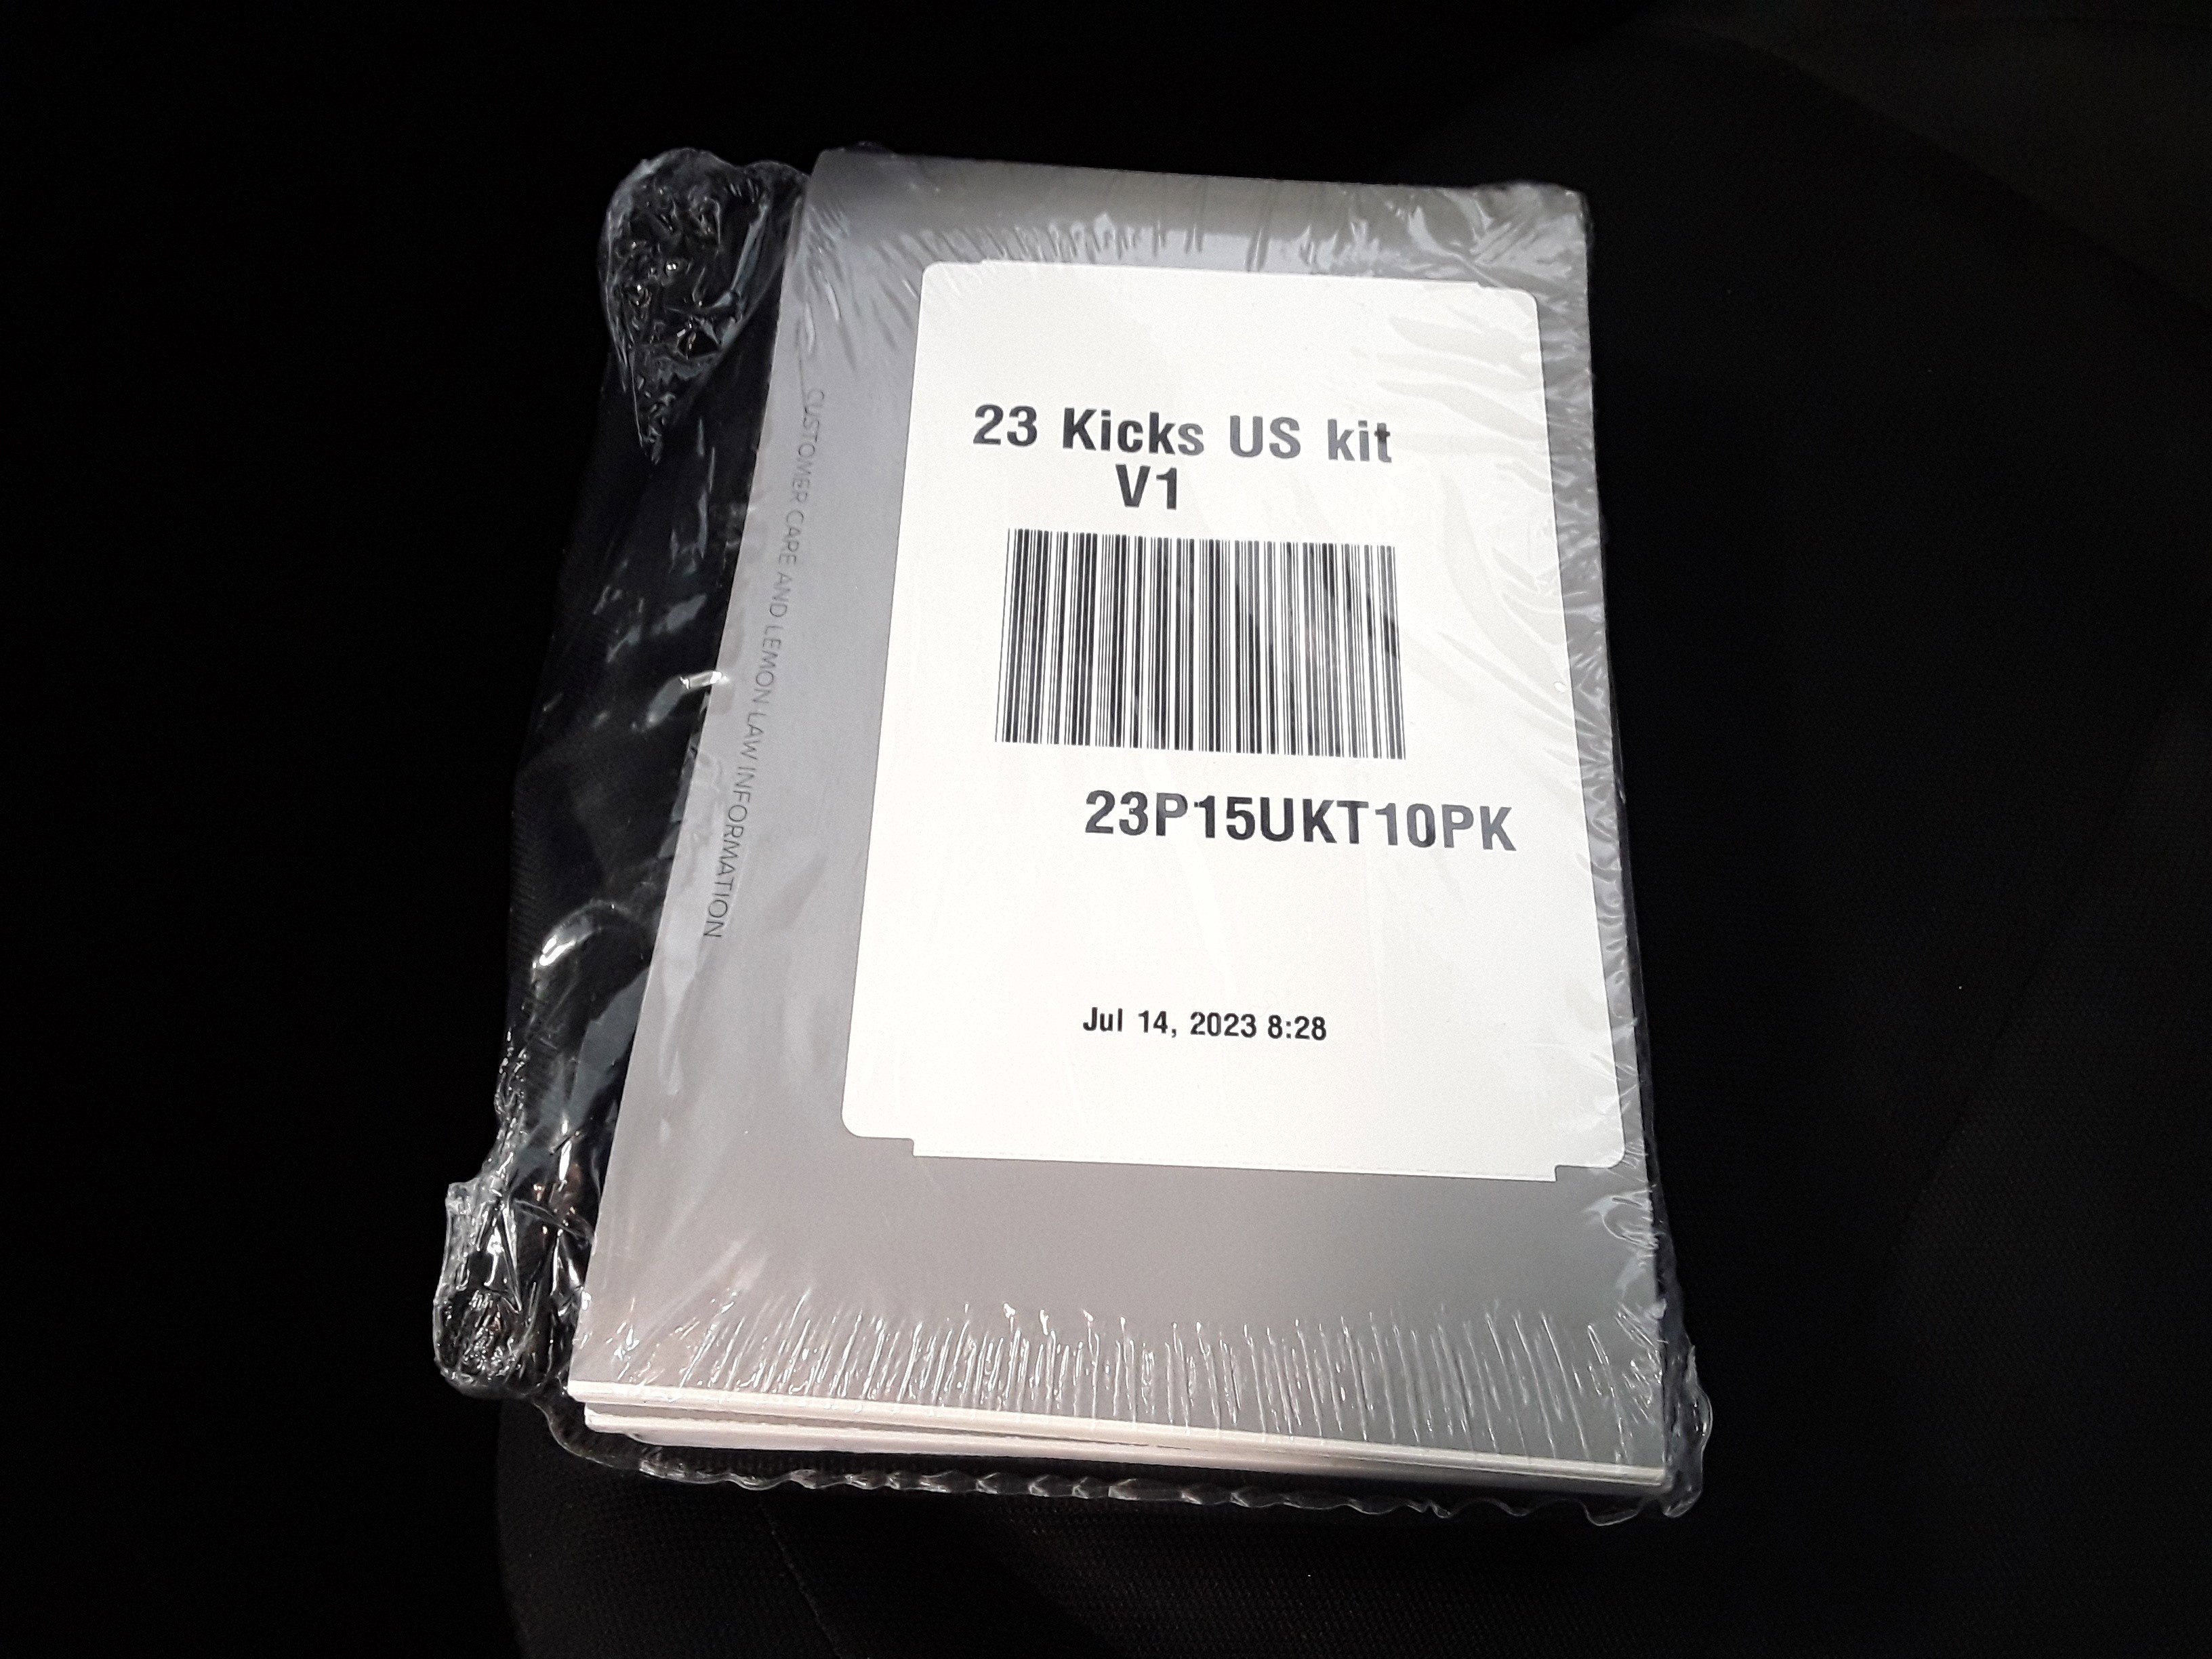 23 Kicks US kit
V1
23P15UKT10PK
Jul 14, 2023 8:28
CUSTOMER CARE AND LEMON LAW INFORMATION